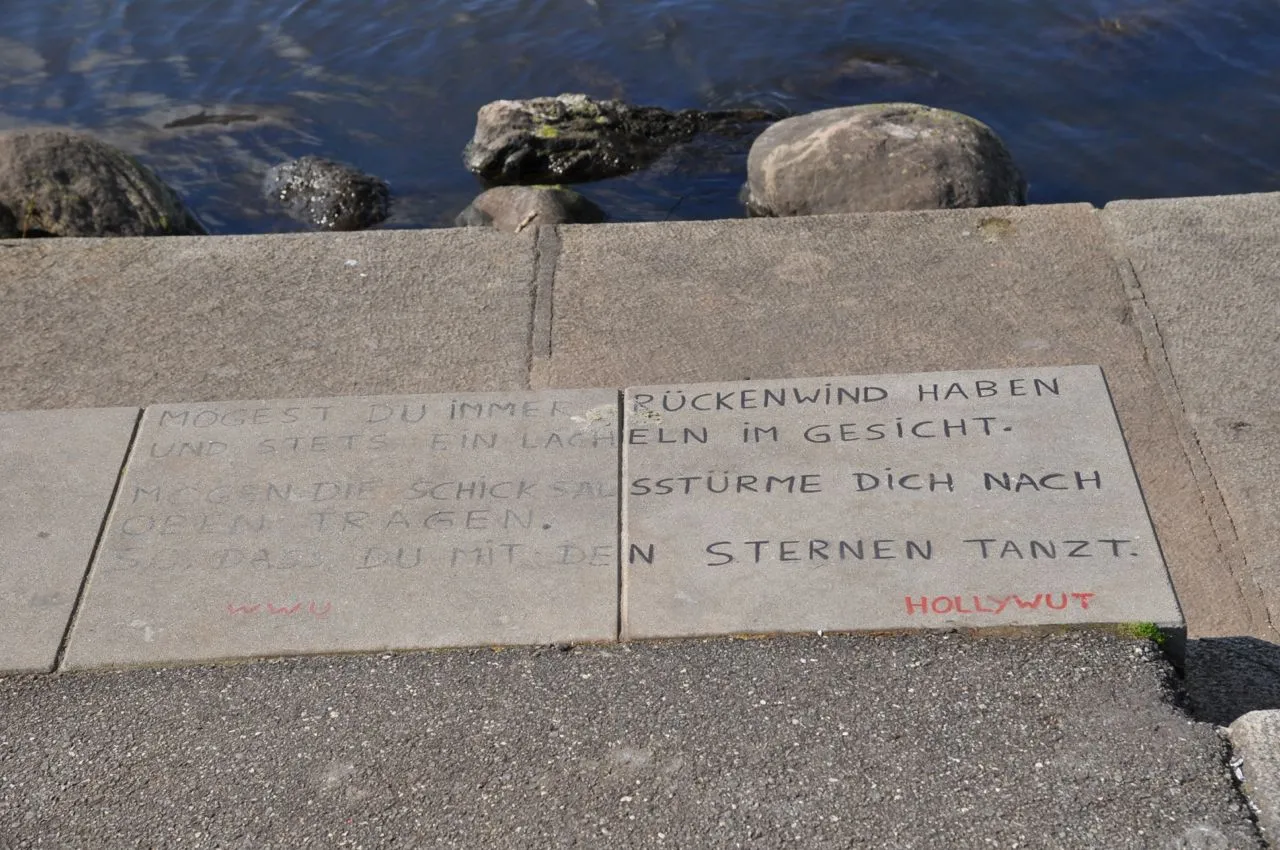 MÖGEST DU IMMER RÜCKENWIND HABEN
UND STETS EIN LACHELN IM GESICHT.
MÖGEN DIE SCHICKSALSSTÜRME DICH NACH
OBEN TRAGEN.
SO DASS DU MIT DEN STERNEN TANZT.
WWU HOLLYWUT